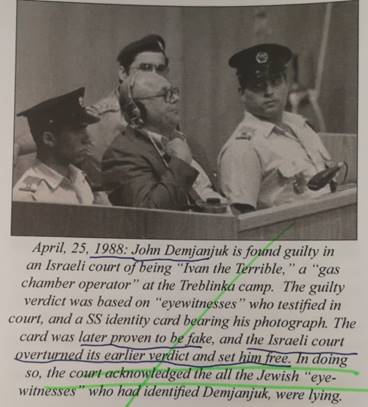 April, 25, 1988: John Demjanjuk is found guilty in
an Israeli court of being "Ivan the Terrible," a "gas
chamber operator" at the Treblinka camp. The guilty
verdict was based on "eyewitnesses" who testified in
court, and a SS identity card bearing his photograph. The
card was later proven to be fake, and the Israeli court
overturned its earlier verdict and set him free. In doing
so, the court acknowledged the all the Jewish "eye-
witnesses" who had identified Demjanjuk, were lying.